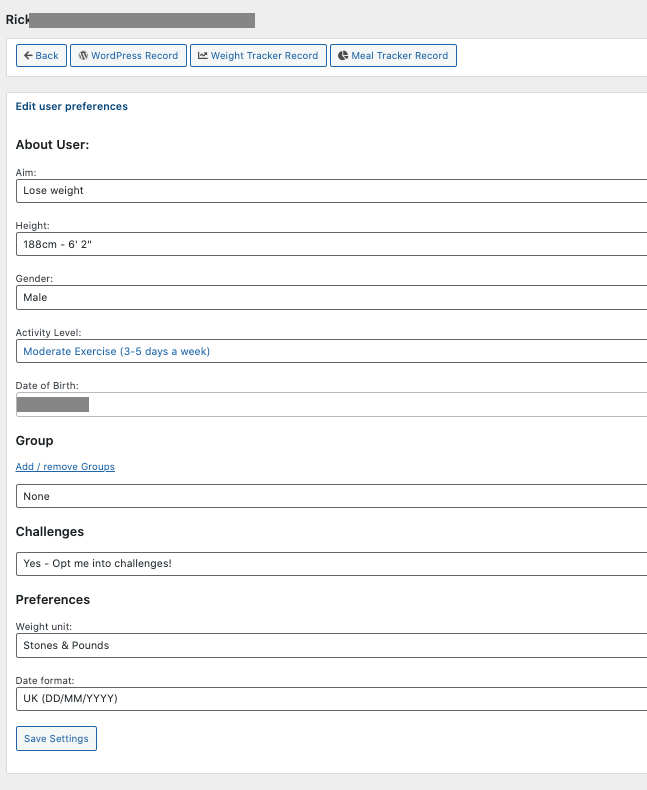 Rick
Back WordPress Record Weight Tracker Record Meal Tracker Record
Edit user preferences
About User:
Aim:
Lose weight
Height:
188cm - 6' 2"
Gender:
Male
Activity Level:
Moderate Exercise (3-5 days a week)
Date of Birth:
Group
Add / remove Groups
None
Challenges
Yes - Opt me into challenges!
Preferences
Weight unit:
Stones & Pounds
Date format:
UK (DD/MM/YYYY)
Save Settings